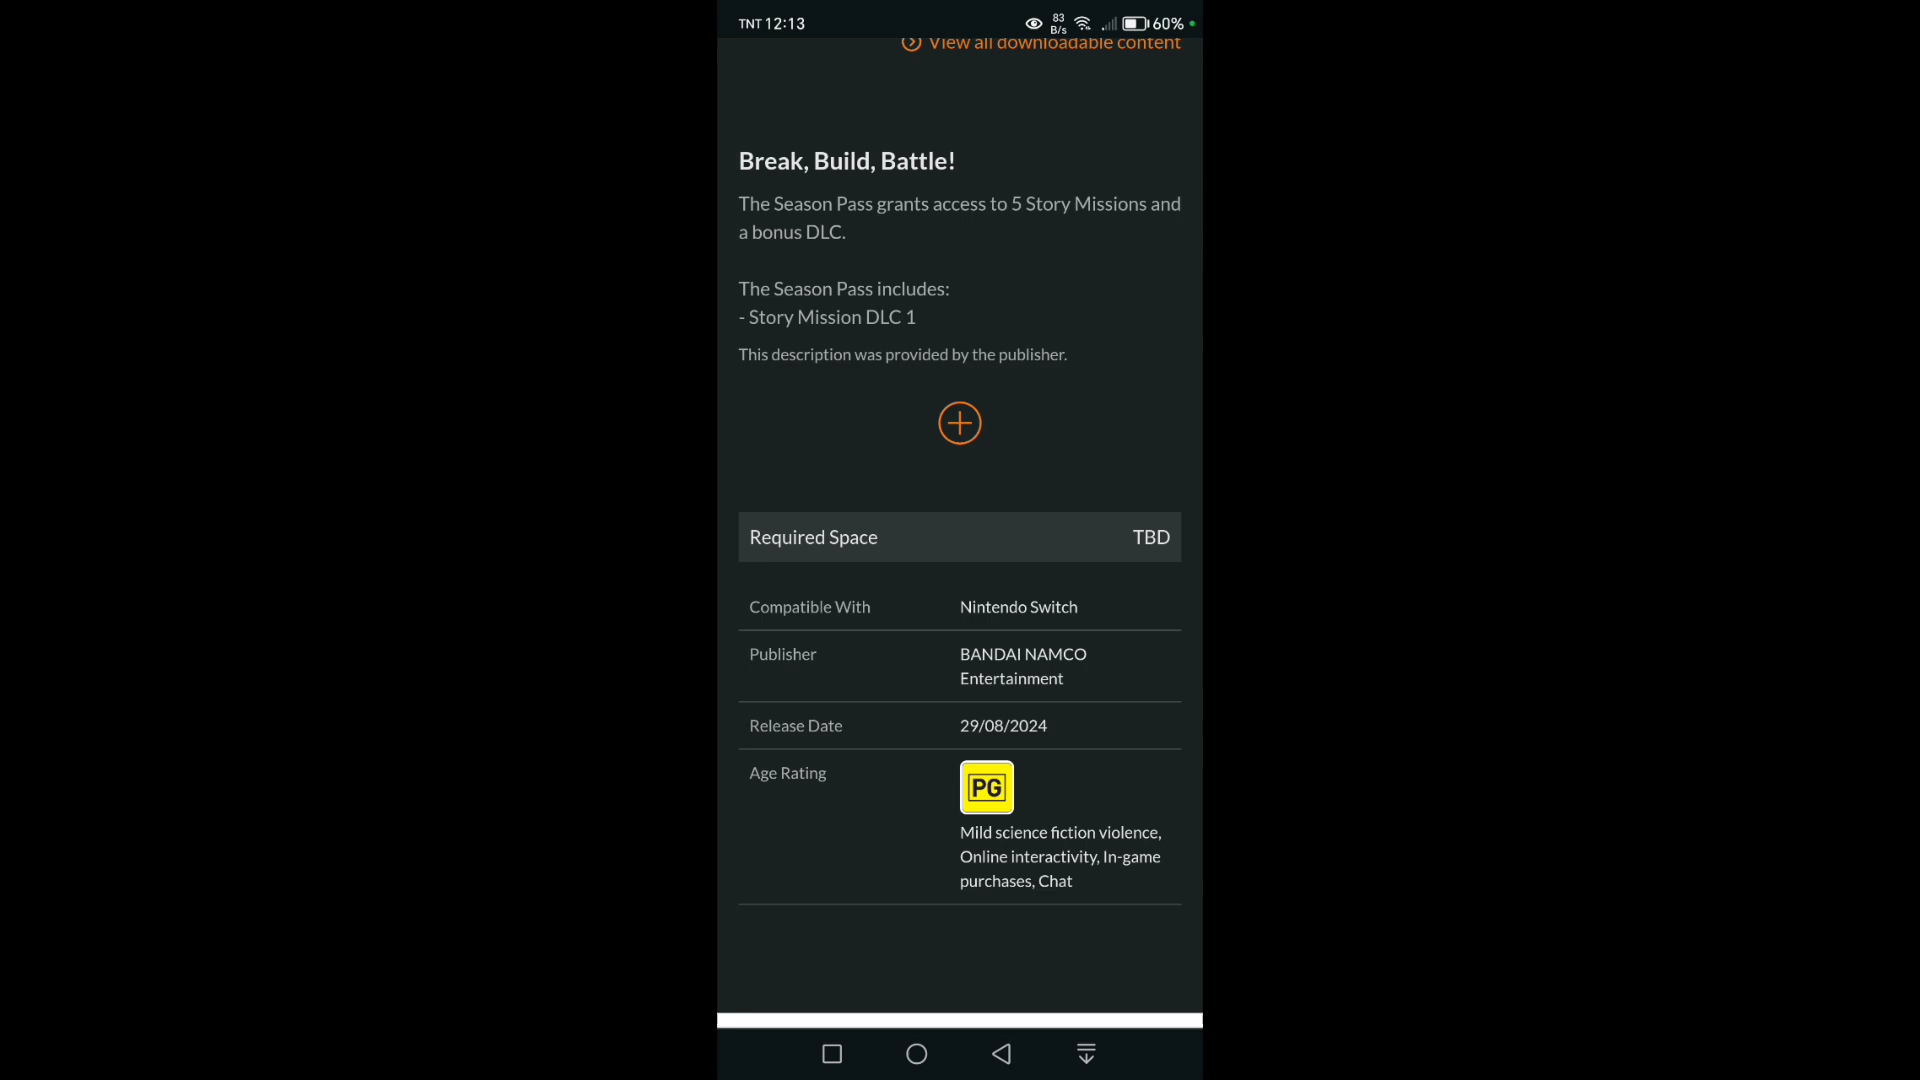 TNT 12:13
83
B/s
60%
View all downloadable content
Break, Build, Battle!
The Season Pass grants access to 5 Story Missions and
a bonus DLC.
The Season Pass includes:
- Story Mission DLC 1
This description was provided by the publisher.
Required Space TBD
Compatible With Nintendo Switch
Publisher BANDAI NAMCO
Entertainment
Release Date 29/08/2024
Age Rating
PG
Mild science fiction violence,
Online interactivity, In-game
purchases, Chat